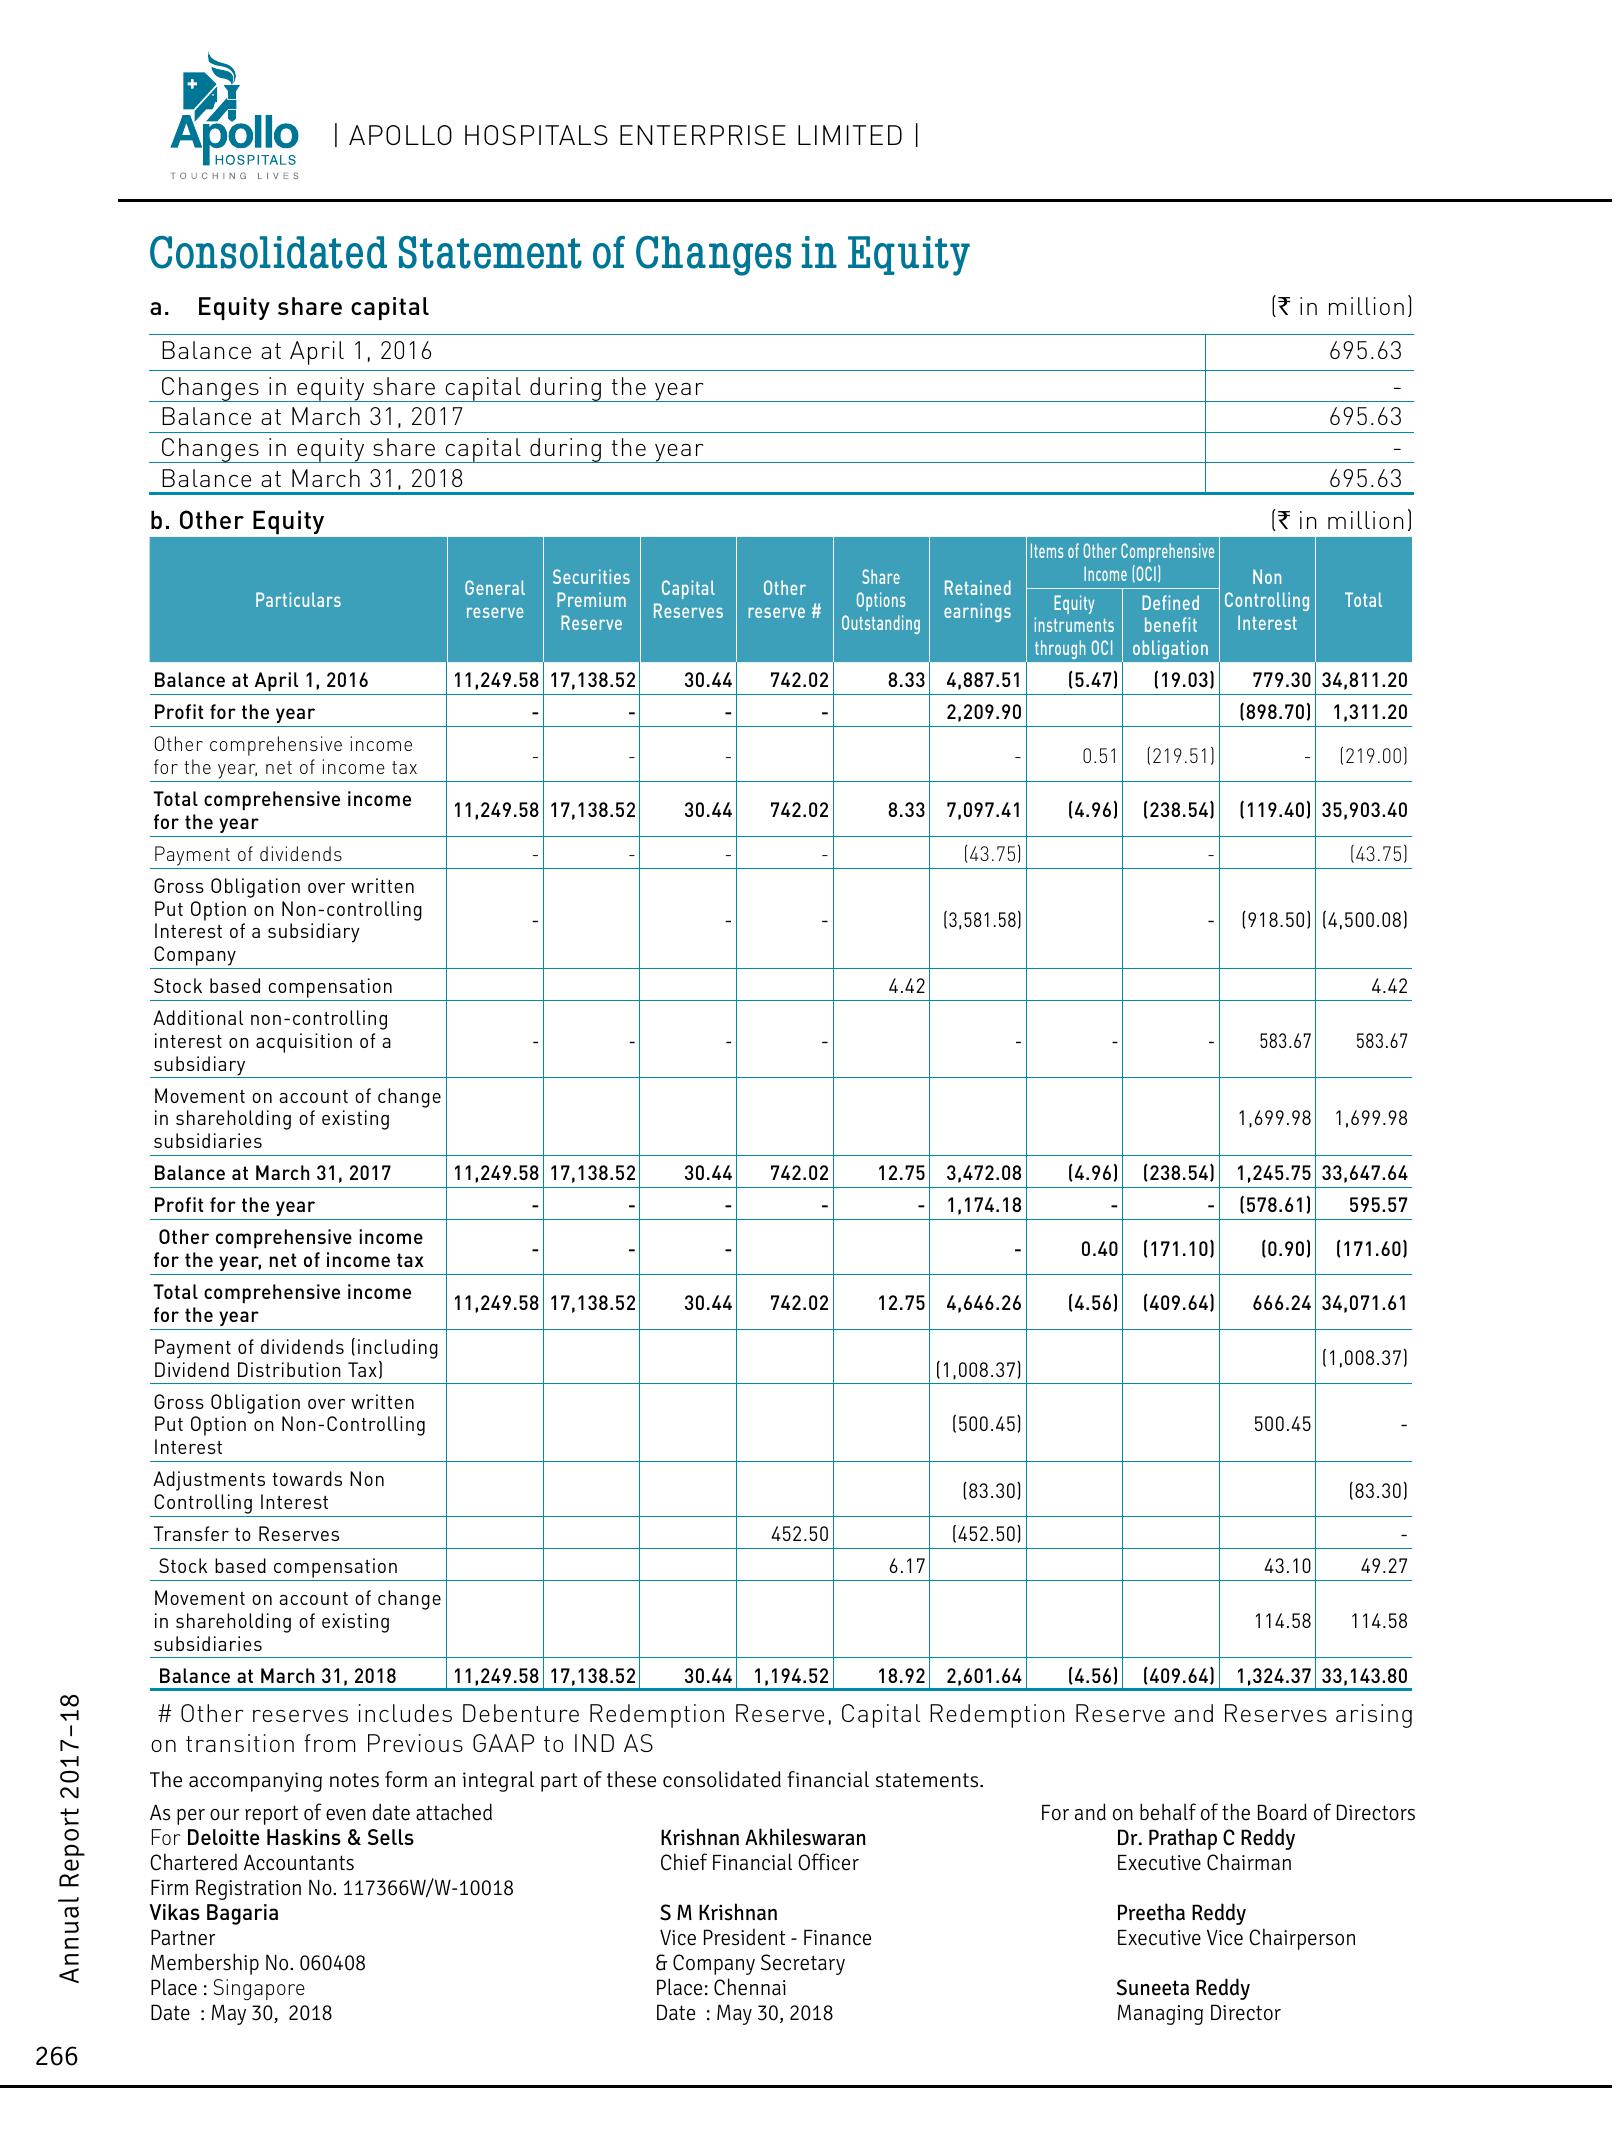 Apollo
HOSPITALS
TOUCHING LIVES
| APOLLO HOSPITALS ENTERPRISE LIMITED |
Consolidated Statement of Changes in Equity
a. Equity share capital (₹ in million)
Balance at April 1, 2016 695.63
Changes in equity share capital during the year -
Balance at March 31, 2017 695.63
Changes in equity share capital during the year -
Balance at March 31, 2018 695.63
b. Other Equity (₹ in million)
Particulars
General
reserve
Securities
Premium
Reserve
Capital
Reserves
Other
reserve #
Share
Options
Outstanding
Retained
earnings
Items of Other Comprehensive
Income (OCI)
Equity
instruments
through OCI
Defined
benefit
obligation
Non
Controlling
Interest
Total
Balance at April 1, 2016 11,249.58 17,138.52 30.44 742.02 8.33 4,887.51 (5.47) (19.03) 779.30 34,811.20
Profit for the year - - - - 2,209.90 (898.70) 1,311.20
Other comprehensive income
for the year, net of income tax - - - - 0.51 (219.51) - (219.00)
Total comprehensive income
for the year 11,249.58 17,138.52 30.44 742.02 8.33 7,097.41 (4.96) (238.54) (119.40) 35,903.40
Payment of dividends - - - - (43.75) - (43.75)
Gross Obligation over written
Put Option on Non-controlling
Interest of a subsidiary
Company - - - (3,581.58) - (918.50) (4,500.08)
Stock based compensation 4.42 4.42
Additional non-controlling
interest on acquisition of a
subsidiary - - - - - - - 583.67 583.67
Movement on account of change
in shareholding of existing
subsidiaries 1,699.98 1,699.98
Balance at March 31, 2017 11,249.58 17,138.52 30.44 742.02 12.75 3,472.08 (4.96) (238.54) 1,245.75 33,647.64
Profit for the year - - - - - 1,174.18 - - (578.61) 595.57
Other comprehensive income
for the year, net of income tax - - - - 0.40 (171.10) (0.90) (171.60)
Total comprehensive income
for the year 11,249.58 17,138.52 30.44 742.02 12.75 4,646.26 (4.56) (409.64) 666.24 34,071.61
Payment of dividends (including
Dividend Distribution Tax) (1,008.37) (1,008.37)
Gross Obligation over written
Put Option on Non-Controlling
Interest (500.45) 500.45 -
Adjustments towards Non
Controlling Interest (83.30) (83.30)
Transfer to Reserves 452.50 (452.50) -
Stock based compensation 6.17 43.10 49.27
Movement on account of change
in shareholding of existing
subsidiaries 114.58 114.58
Balance at March 31, 2018 11,249.58 17,138.52 30.44 1,194.52 18.92 2,601.64 (4.56) (409.64) 1,324.37 33,143.80
# Other reserves includes Debenture Redemption Reserve, Capital Redemption Reserve and Reserves arising
on transition from Previous GAAP to IND AS
The accompanying notes form an integral part of these consolidated financial statements.
As per our report of even date attached
For Deloitte Haskins & Sells
Chartered Accountants
Firm Registration No. 117366W/W-10018
Vikas Bagaria
Partner
Membership No. 060408
Place : Singapore
Date : May 30, 2018
Krishnan Akhileswaran
Chief Financial Officer
S M Krishnan
Vice President - Finance
& Company Secretary
Place: Chennai
Date : May 30, 2018
For and on behalf of the Board of Directors
Dr. Prathap C Reddy
Executive Chairman
Preetha Reddy
Executive Vice Chairperson
Suneeta Reddy
Managing Director
Annual Report 2017–18
266